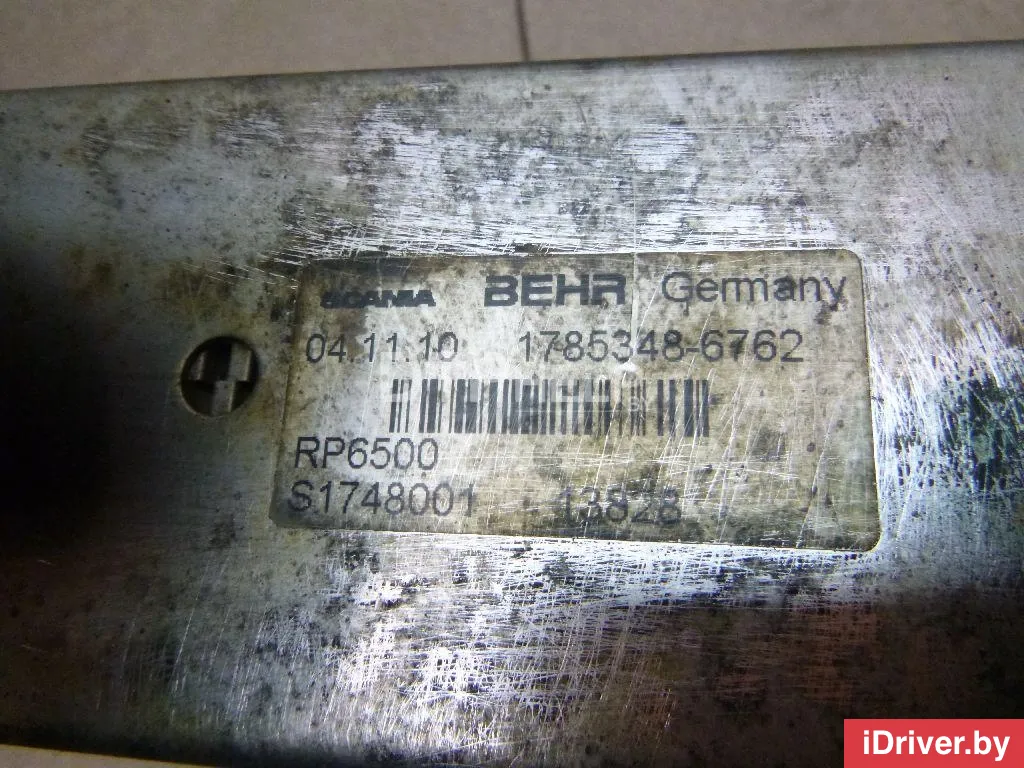 SCANIA BEHR Germany
04.11.10 1785348-6762
RP6500
S1748001 13828
iDriver.by